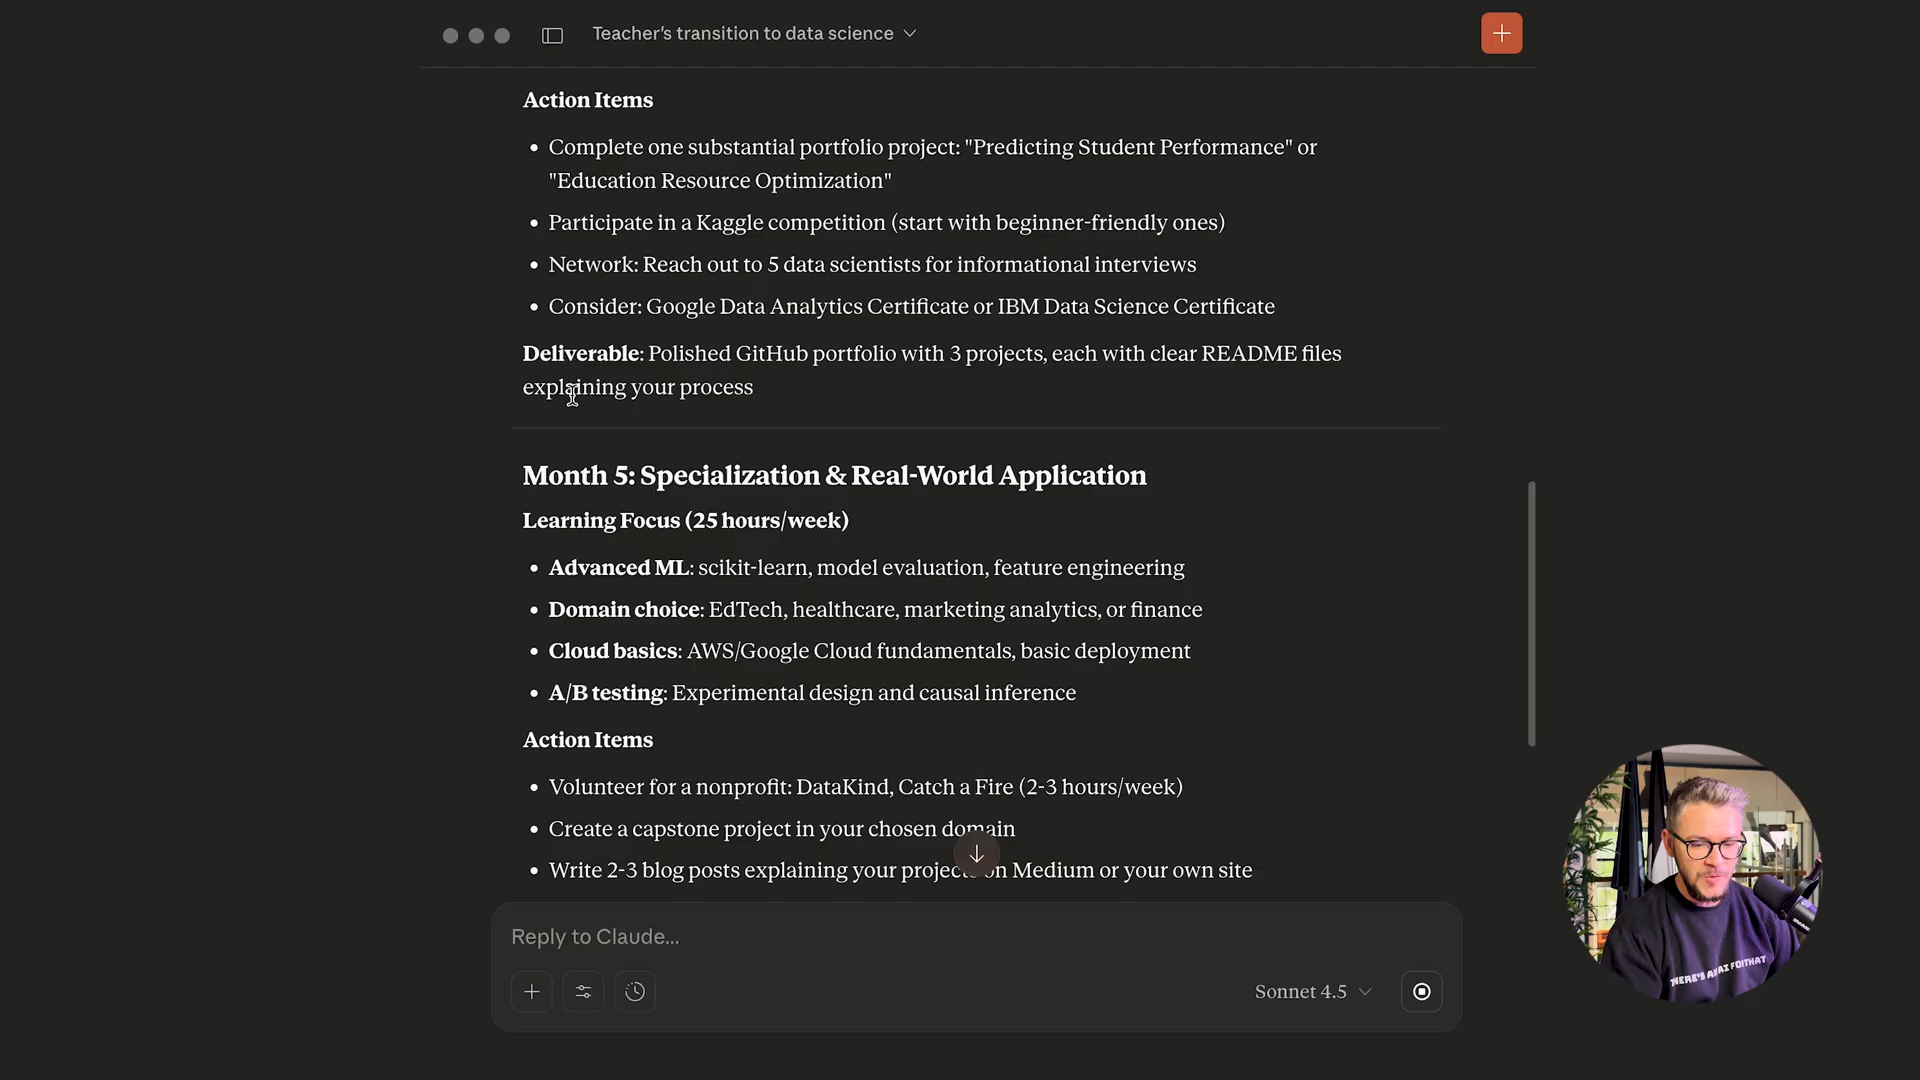 Teacher's transition to data science
Action Items
• Complete one substantial portfolio project: "Predicting Student Performance" or
"Education Resource Optimization"
• Participate in a Kaggle competition (start with beginner-friendly ones)
• Network: Reach out to 5 data scientists for informational interviews
• Consider: Google Data Analytics Certificate or IBM Data Science Certificate
Deliverable: Polished GitHub portfolio with 3 projects, each with clear README files
explaining your process
Month 5: Specialization & Real-World Application
Learning Focus (25 hours/week)
• Advanced ML: scikit-learn, model evaluation, feature engineering
• Domain choice: EdTech, healthcare, marketing analytics, or finance
• Cloud basics: AWS/Google Cloud fundamentals, basic deployment
• A/B testing: Experimental design and causal inference
Action Items
• Volunteer for a nonprofit: DataKind, Catch a Fire (2-3 hours/week)
• Create a capstone project in your chosen domain
• Write 2-3 blog posts explaining your projects on Medium or your own site
Reply to Claude...
Sonnet 4.5
THERE'S AN AI FOR THAT